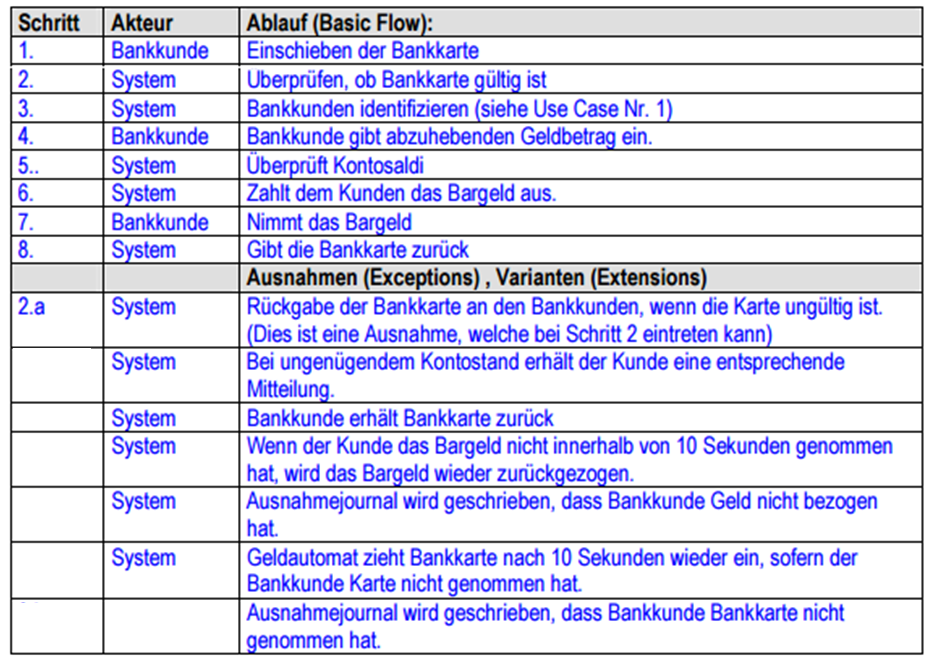 Schritt Akteur Ablauf (Basic Flow):
1. Bankkunde Einschieben der Bankkarte
2. System Uberprüfen, ob Bankkarte gültig ist
3. System Bankkunden identifizieren (siehe Use Case Nr. 1)
4. Bankkunde Bankkunde gibt abzuhebenden Geldbetrag ein.
5.. System Überprüft Kontosaldi
6. System Zahlt dem Kunden das Bargeld aus.
7. Bankkunde Nimmt das Bargeld
8. System Gibt die Bankkarte zurück
Ausnahmen (Exceptions) , Varianten (Extensions)
2.a System Rückgabe der Bankkarte an den Bankkunden, wenn die Karte ungültig ist.
(Dies ist eine Ausnahme, welche bei Schritt 2 eintreten kann)
System Bei ungenügendem Kontostand erhält der Kunde eine entsprechende
Mitteilung.
System Bankkunde erhält Bankkarte zurück
System Wenn der Kunde das Bargeld nicht innerhalb von 10 Sekunden genommen
hat, wird das Bargeld wieder zurückgezogen.
System Ausnahmejournal wird geschrieben, dass Bankkunde Geld nicht bezogen
hat.
System Geldautomat zieht Bankkarte nach 10 Sekunden wieder ein, sofern der
Bankkunde Karte nicht genommen hat.
Ausnahmejournal wird geschrieben, dass Bankkunde Bankkarte nicht
genommen hat.